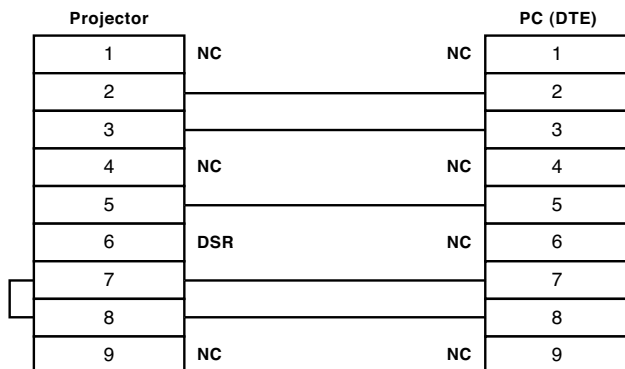 Projector PC (DTE)
1 NC NC 1
2 2
3 3
4 NC NC 4
5 5
6 DSR NC 6
7 7
8 8
9 NC NC 9